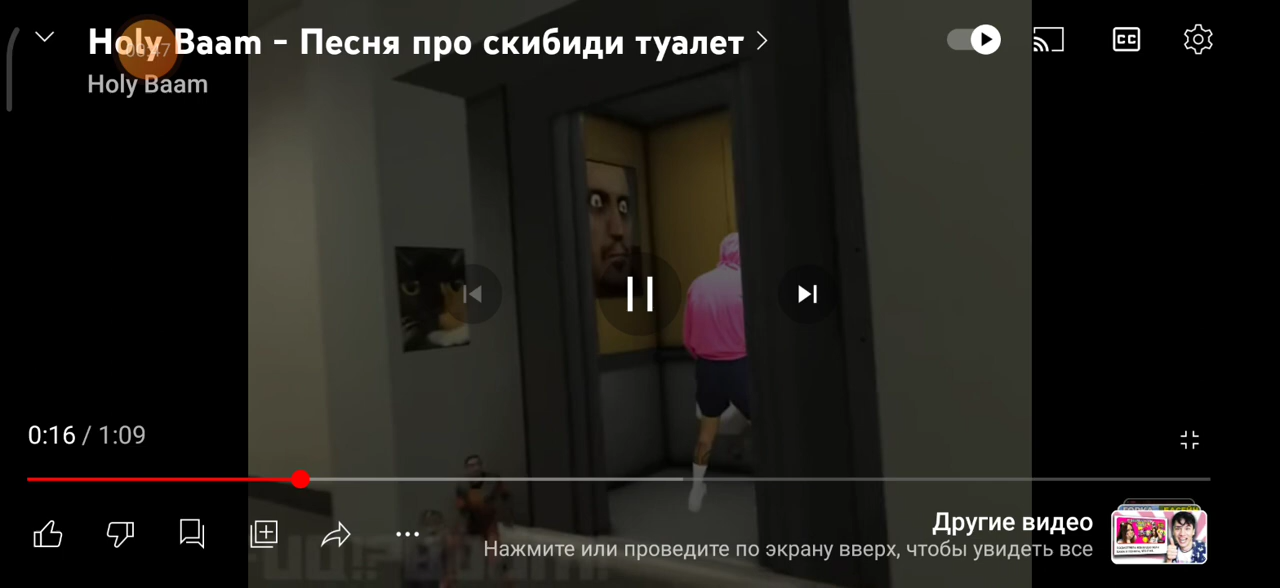 Holy Baam - Песня про скибиди туалет
Holy Baam
CC
0:16 / 1:09
Другие видео
Нажмите или проведите по экрану вверх, чтобы увидеть все